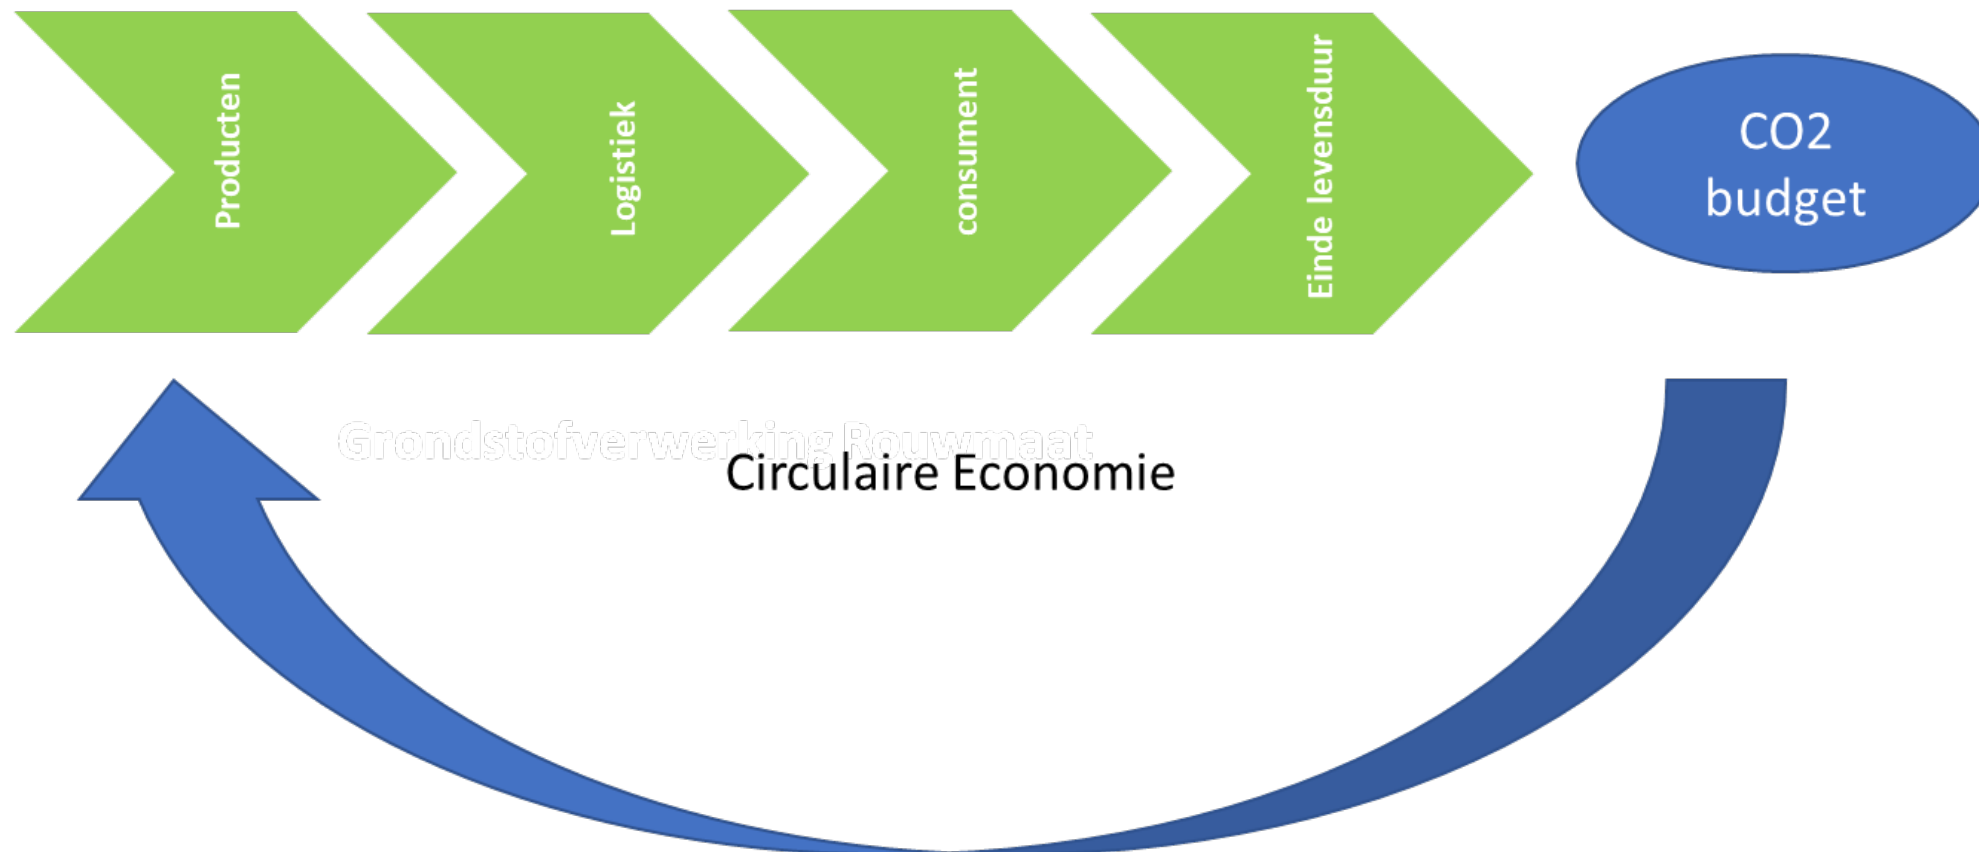 Producten
Logistiek
consument
Einde levensduur
CO2
budget
Grondstofverwerking Rouwmaat
Circulaire Economie